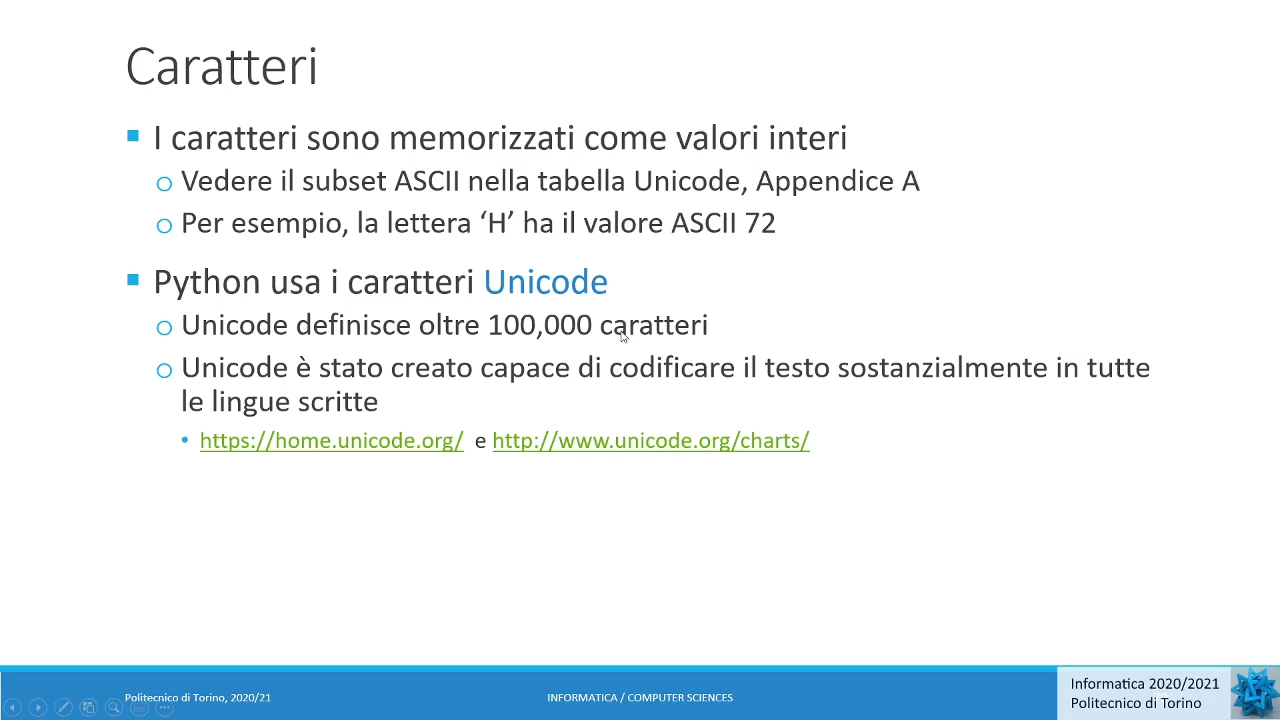 Caratteri
I caratteri sono memorizzati come valori interi
Vedere il subset ASCII nella tabella Unicode, Appendice A
Per esempio, la lettera ‘H’ ha il valore ASCII 72
Python usa i caratteri Unicode
Unicode definisce oltre 100,000 caratteri
Unicode è stato creato capace di codificare il testo sostanzialmente in tutte
le lingue scritte
https://home.unicode.org/ e http://www.unicode.org/charts/
Politecnico di Torino, 2020/21
INFORMATICA / COMPUTER SCIENCES
Informatica 2020/2021
Politecnico di Torino